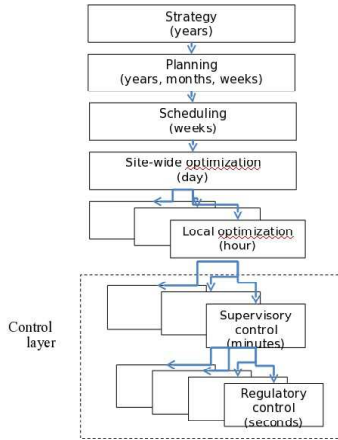 Strategy
(years)
Planning
(years, months, weeks)
Scheduling
(weeks)
Site-wide optimization
(day)
Local optimization
(hour)
Control
layer
Supervisory
control
(minutes)
Regulatory
control
(seconds)